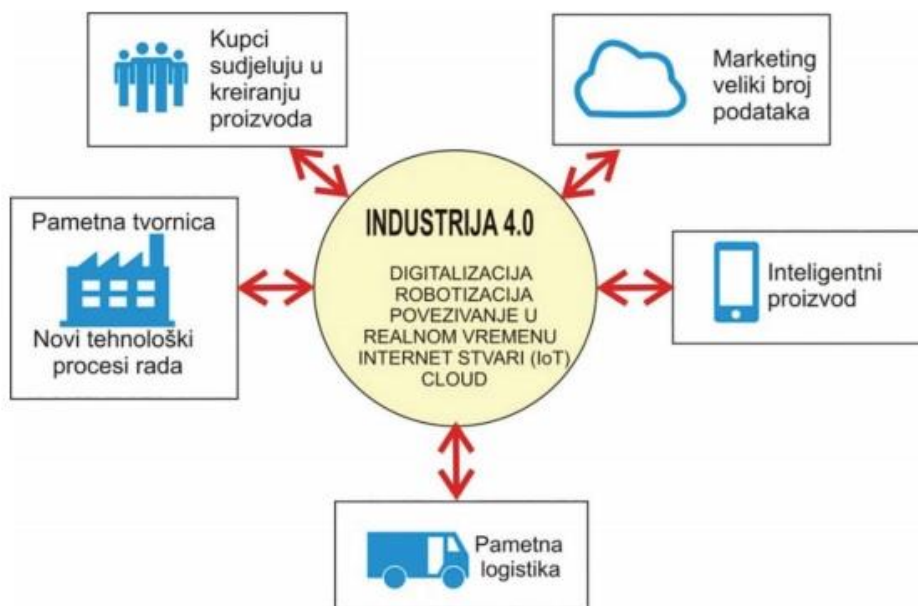 Kupci
sudjeluju u
kreiranju
proizvoda
Marketing
veliki broj
podataka
Pametna tvornica
Novi tehnološki
procesi rada
INDUSTRIJA 4.0
DIGITALIZACIJA
ROBOTIZACIJA
POVEZIVANJE U
REALNOM VREMENU
INTERNET STVARI (IoT)
CLOUD
Inteligentni
proizvod
Pametna
logistika